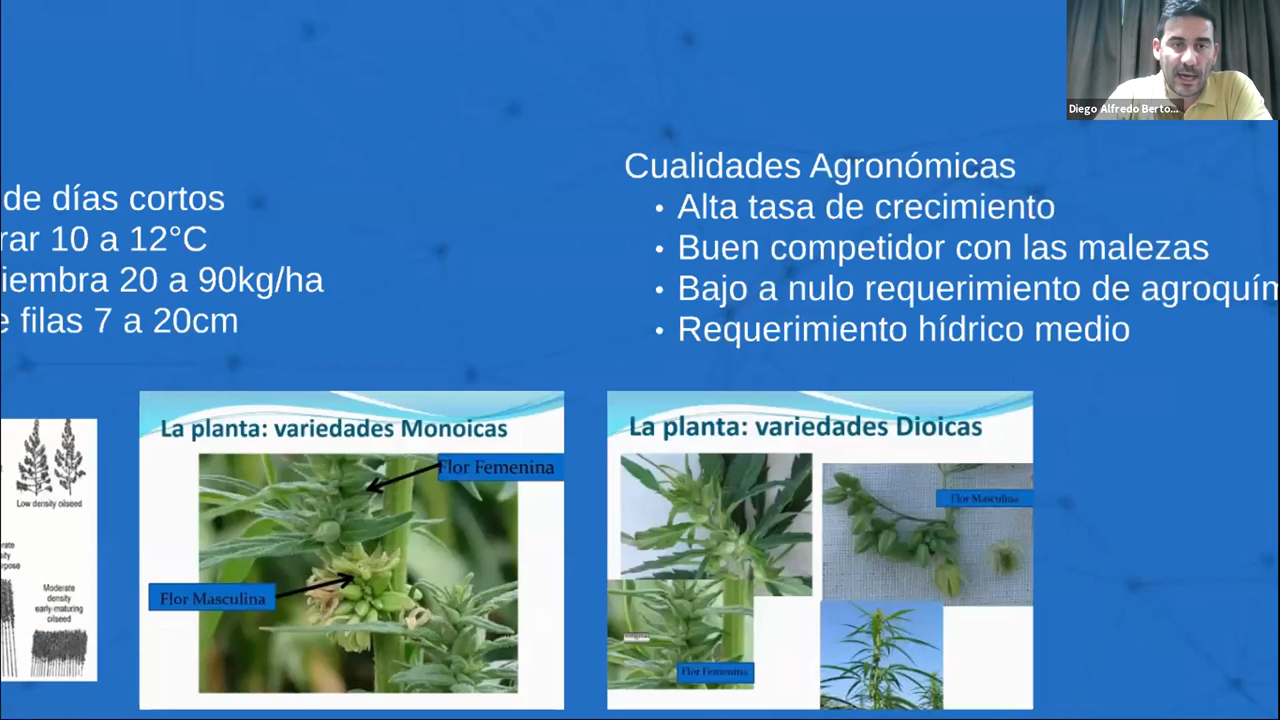 Diego Alfredo Berto...
de días cortos
rar 10 a 12°C
iembra 20 a 90kg/ha
e filas 7 a 20cm
Cualidades Agronómicas
• Alta tasa de crecimiento
• Buen competidor con las malezas
• Bajo a nulo requerimiento de agroquím
• Requerimiento hídrico medio
Low density oilseed
Moderate
density
early-maturing
oilseed
La planta: variedades Monoicas
Flor Femenina
Flor Masculina
La planta: variedades Dioicas
Flor Masculina
Flor Femenina